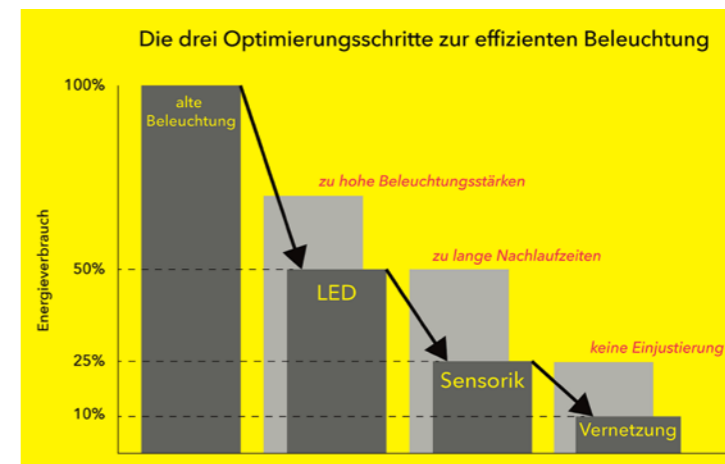 Die drei Optimierungsschritte zur effizienten Beleuchtung
100%
alte
Beleuchtung
zu hohe Beleuchtungsstärken
Energieverbrauch
50%
zu lange Nachlaufzeiten
LED
25%
keine Einjustierung
Sensorik
10%
Vernetzung